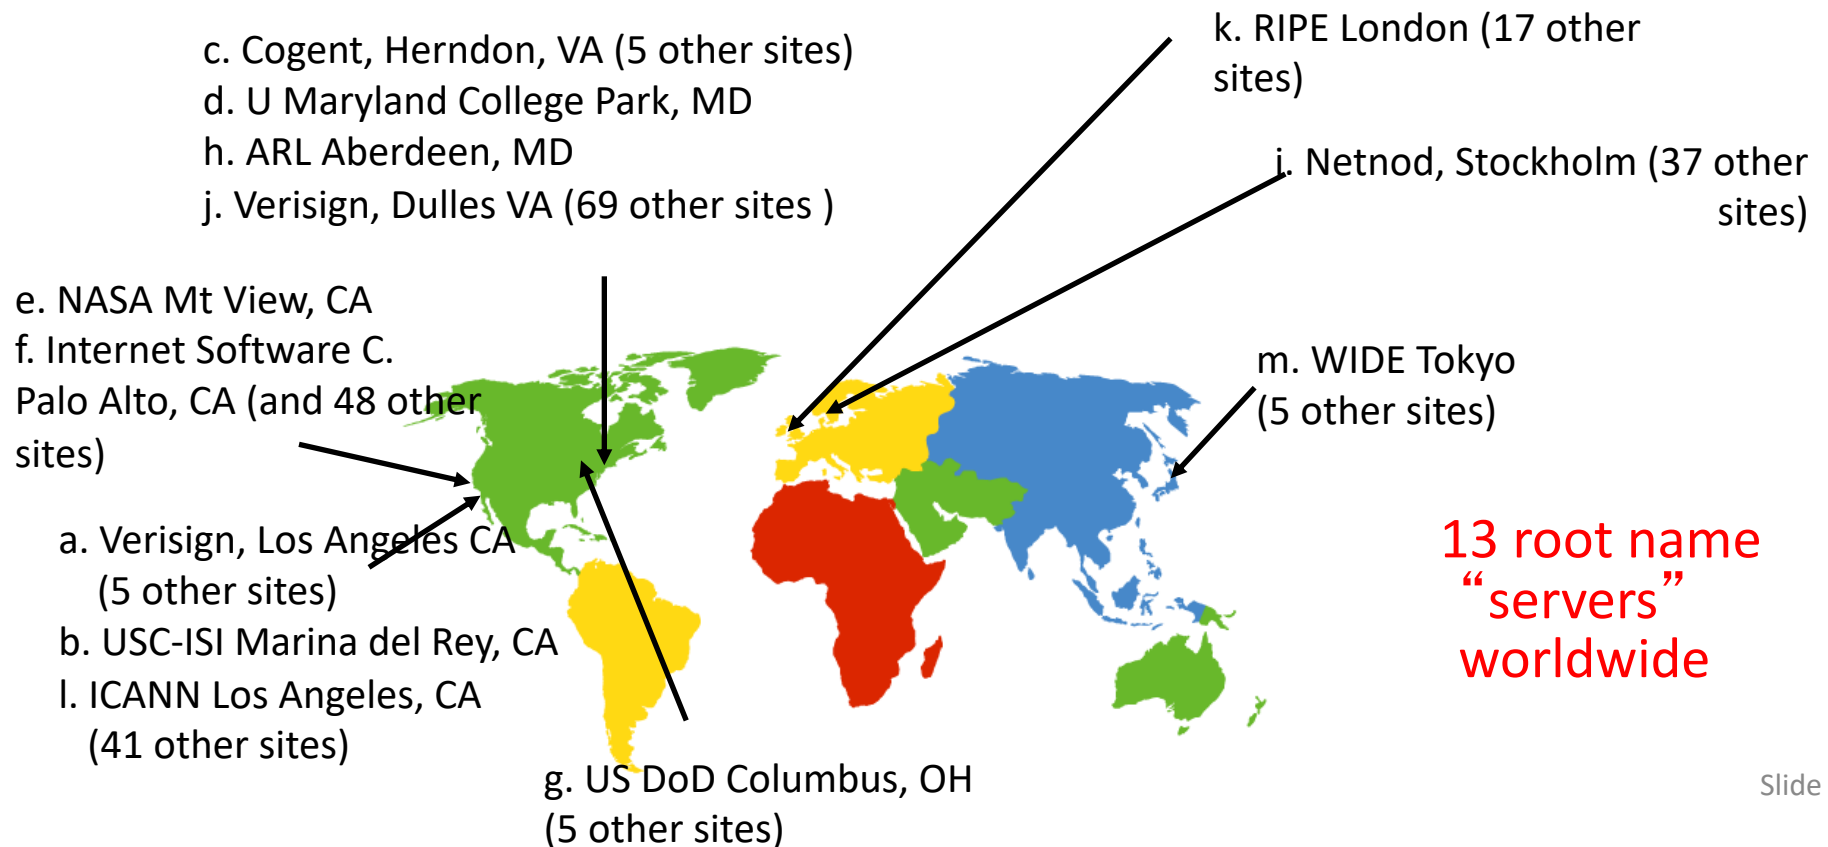 c. Cogent, Herndon, VA (5 other sites)
d. U Maryland College Park, MD
h. ARL Aberdeen, MD
j. Verisign, Dulles VA (69 other sites )
k. RIPE London (17 other
sites)
i. Netnod, Stockholm (37 other
sites)
e. NASA Mt View, CA
f. Internet Software C.
Palo Alto, CA (and 48 other
sites)
m. WIDE Tokyo
(5 other sites)
a. Verisign, Los Angeles CA
(5 other sites)
b. USC-ISI Marina del Rey, CA
l. ICANN Los Angeles, CA
(41 other sites)
13 root name
“servers”
worldwide
g. US DoD Columbus, OH
(5 other sites)
Slide